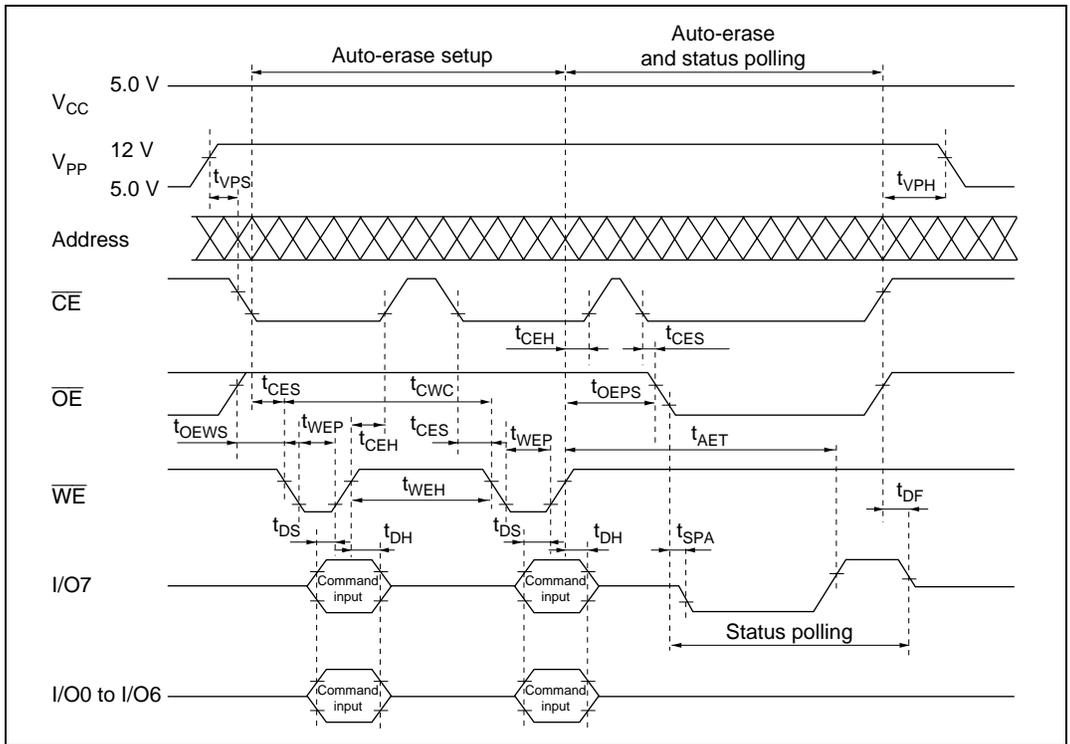 Auto-erase setup
Auto-erase
and status polling
5.0 V
VCC
12 V
VPP
5.0 V
tVPS
tVPH
Address
CE
tCEH
tCES
OE
tCES
tCWC
tOEPS
tOEWS
tWEP
tCEH
tCES
tWEP
tAET
WE
tWEH
tDF
tDS
tDH
tDS
tDH
tSPA
I/O7
Command
input
Command
input
Status polling
I/O0 to I/O6
Command
input
Command
input